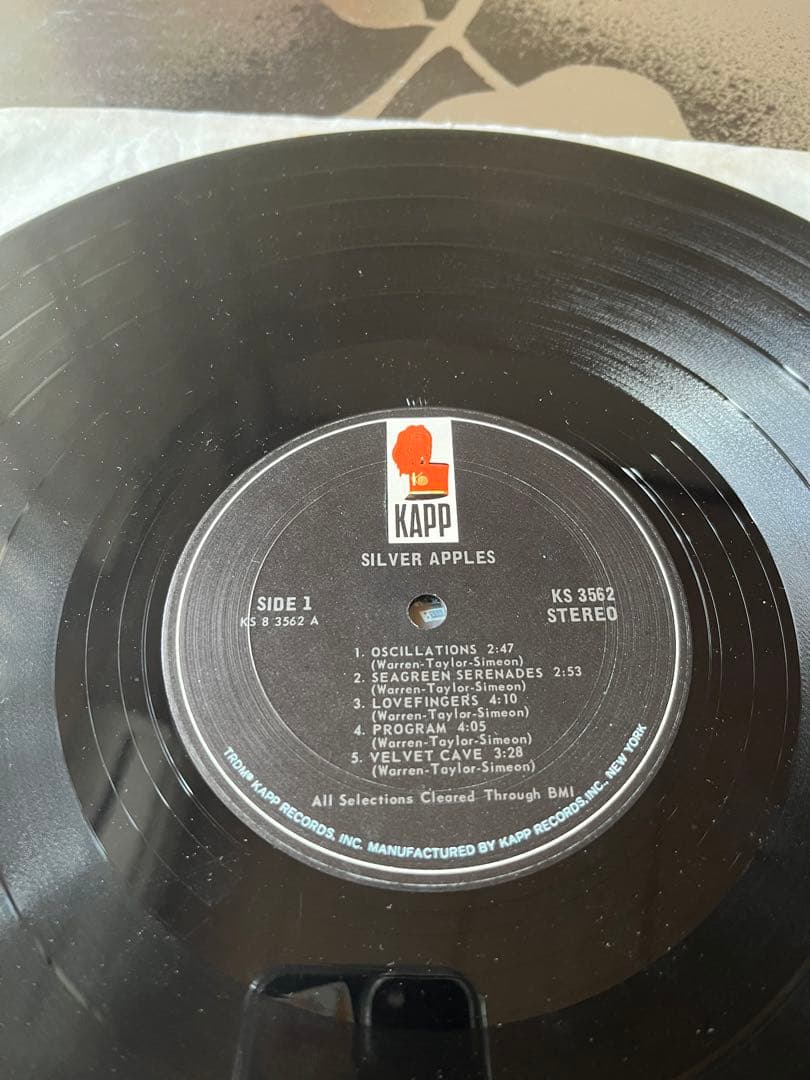 KAPP
SILVER APPLES
SIDE 1
KS 8 3562 A
KS 3562
STEREO
1. OSCILLATIONS 2:47
(Warren-Taylor-Simeon)
2. SEAGREEN SERENADES 2:53
(Warren-Taylor-Simeon)
3. LOVEFINGERS 4:10
(Warren-Taylor-Simeon)
4. PROGRAM 4:05
(Warren-Taylor-Simeon)
5. VELVET CAVE 3:28
(Warren-Taylor-Simeon)
All Selections Cleared Through BMI
TRDM® KAPP RECORDS, INC. MANUFACTURED BY KAPP RECORDS, INC., NEW YORK